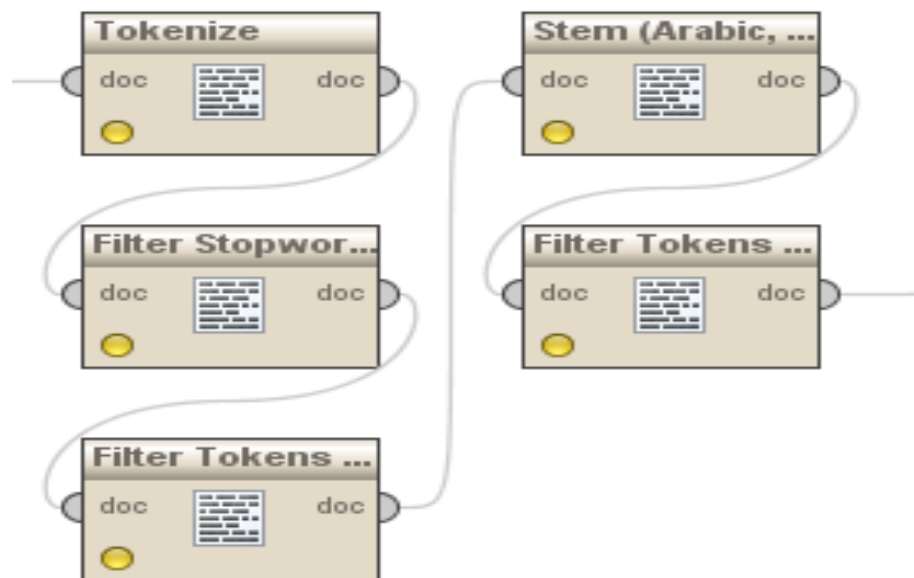 Tokenize
doc doc
Filter Stopwor...
doc doc
Filter Tokens ...
doc doc
Stem (Arabic, ...
doc doc
Filter Tokens ...
doc doc